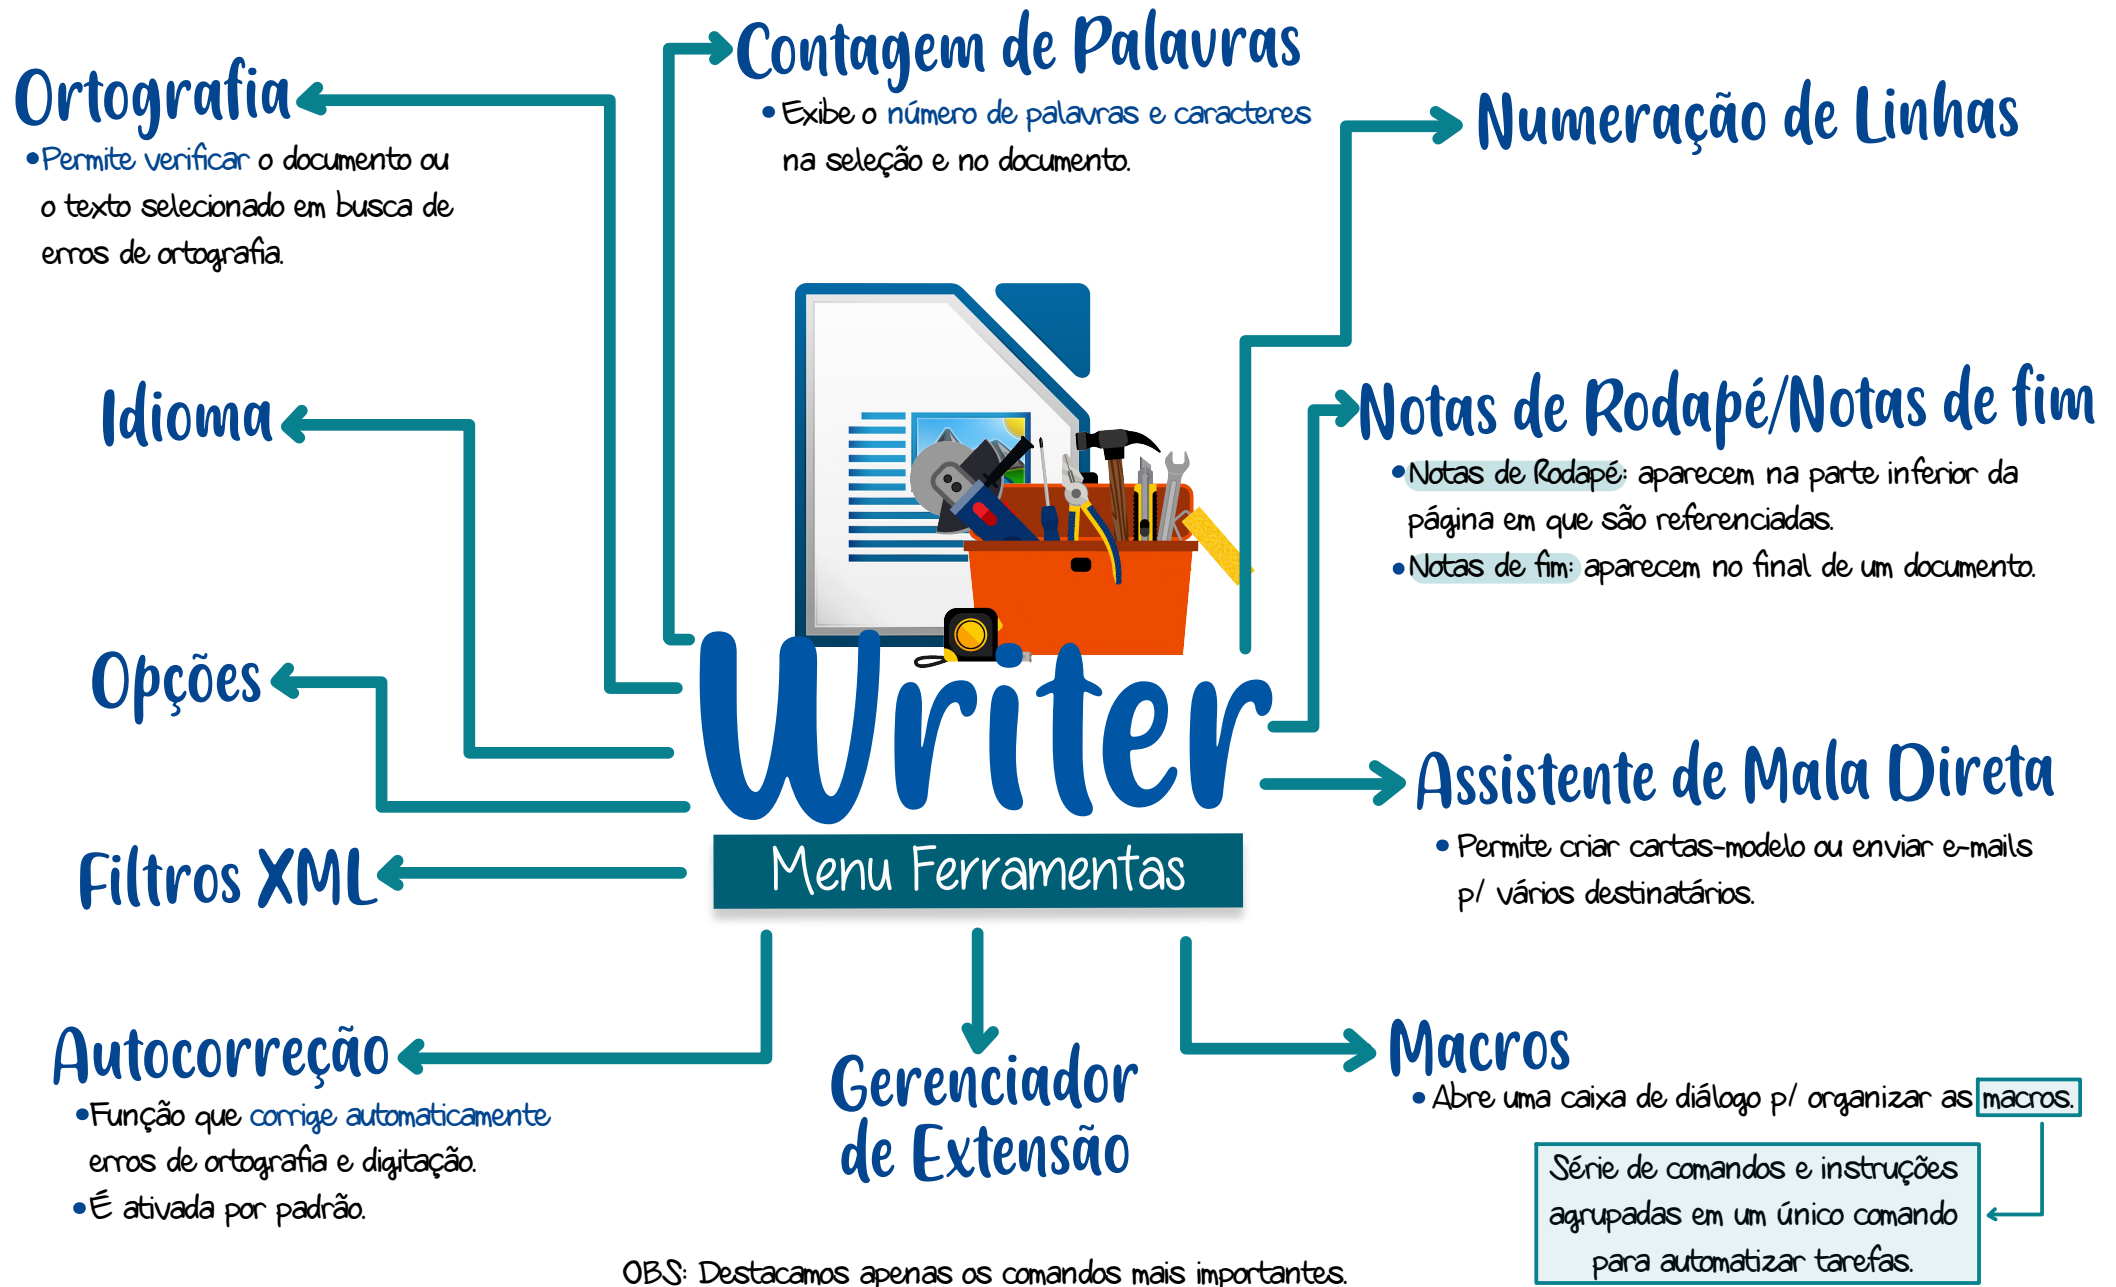 Contagem de Palavras
• Exibe o número de palavras e caracteres
na seleção e no documento.
Ortografia
• Permite verificar o documento ou
o texto selecionado em busca de
erros de ortografia.
Numeração de Linhas
Idioma
Notas de Rodapé/Notas de fim
• Notas de Rodapé: aparecem na parte inferior da
página em que são referenciadas.
• Notas de fim: aparecem no final de um documento.
Opções
Writer
Menu Ferramentas
Assistente de Mala Direta
• Permite criar cartas-modelo ou enviar e-mails
p/ vários destinatários.
Filtros XML
Autocorreção
• Função que corrige automaticamente
erros de ortografia e digitação.
• É ativada por padrão.
Gerenciador
de Extensão
Macros
• Abre uma caixa de diálogo p/ organizar as macros.
Série de comandos e instruções
agrupadas em um único comando
para automatizar tarefas.
OBS: Destacamos apenas os comandos mais importantes.